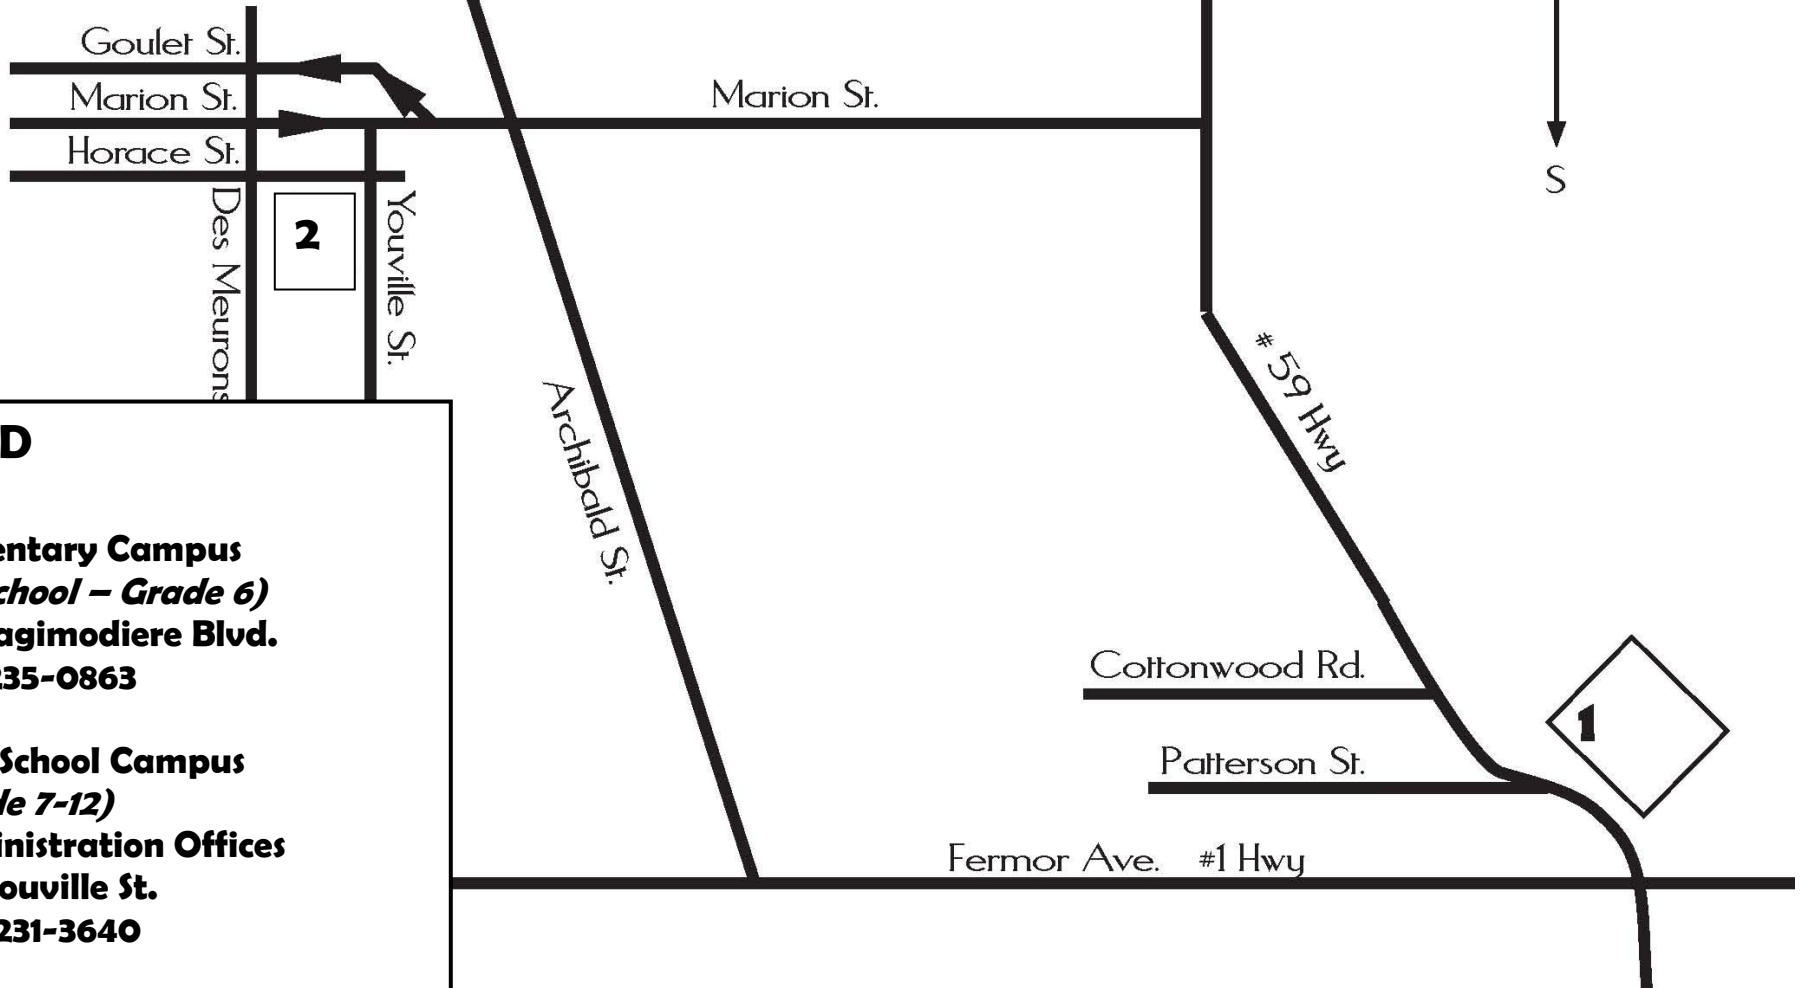 Goulet St.
Marion St.
Marion St.
Horace St.
S
Des Meurons
2
Youville St.
# 59 Hwy
Archibald St.
D
entary Campus
chool – Grade 6)
agimodiere Blvd.
235-0863
School Campus
de 7-12)
inistration Offices
ouville St.
231-3640
Cottonwood Rd.
1
Patterson St.
Fermor Ave. #1 Hwy